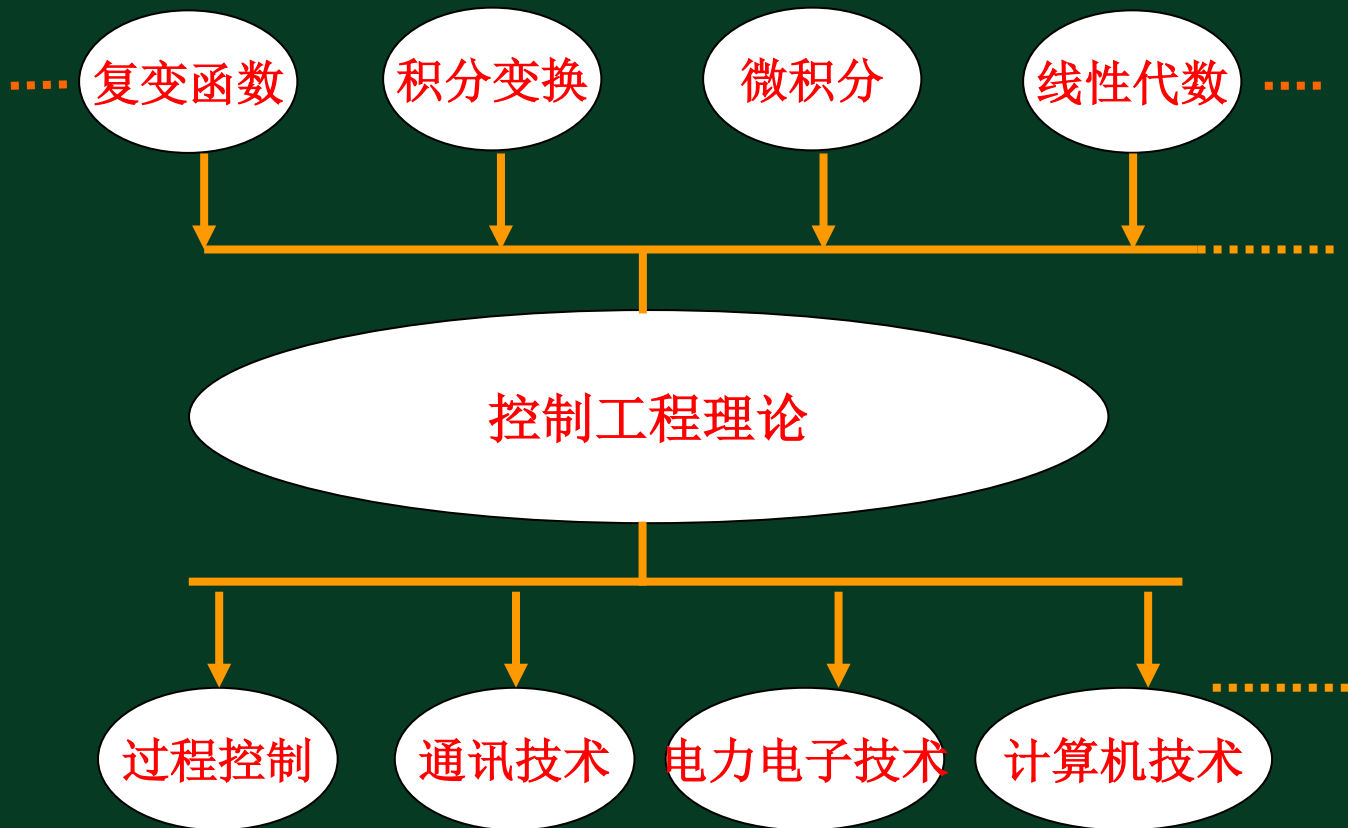 复变函数
积分变换
微积分
线性代数
控制工程理论
过程控制
通讯技术
电力电子技术
计算机技术